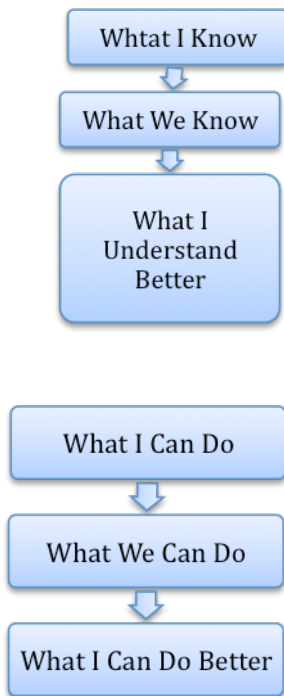 Whtat I Know
What We Know
What I
Understand
Better
What I Can Do
What We Can Do
What I Can Do Better